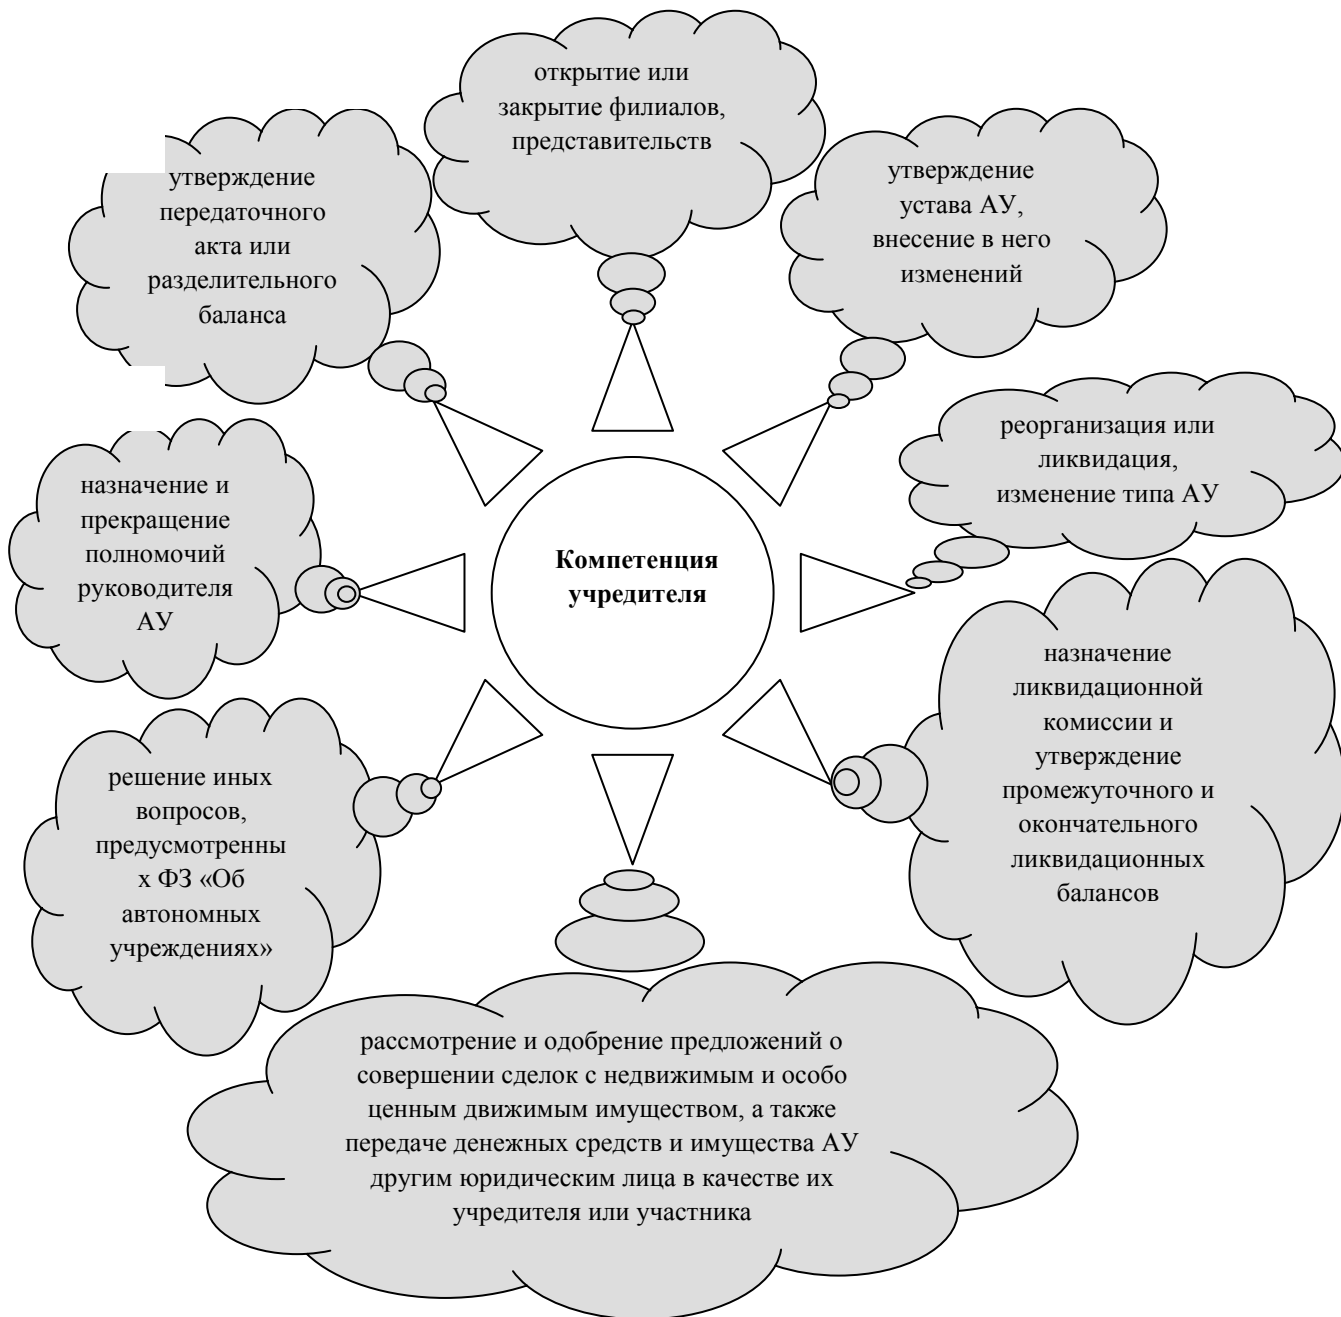 открытие или
закрытие филиалов,
представительств
утверждение
передаточного
акта или
разделительного
баланса
утверждение
устава АУ,
внесение в него
изменений
реорганизация или
ликвидация,
изменение типа АУ
назначение и
прекращение
полномочий
руководителя
АУ
Компетенция
учредителя
назначение
ликвидационной
комиссии и
утверждение
промежуточного и
окончательного
ликвидационных
балансов
решение иных
вопросов,
предусмотренны
х ФЗ «Об
автономных
учреждениях»
рассмотрение и одобрение предложений о
совершении сделок с недвижимым и особо
ценным движимым имуществом, а также
передаче денежных средств и имущества АУ
другим юридическим лица в качестве их
учредителя или участника